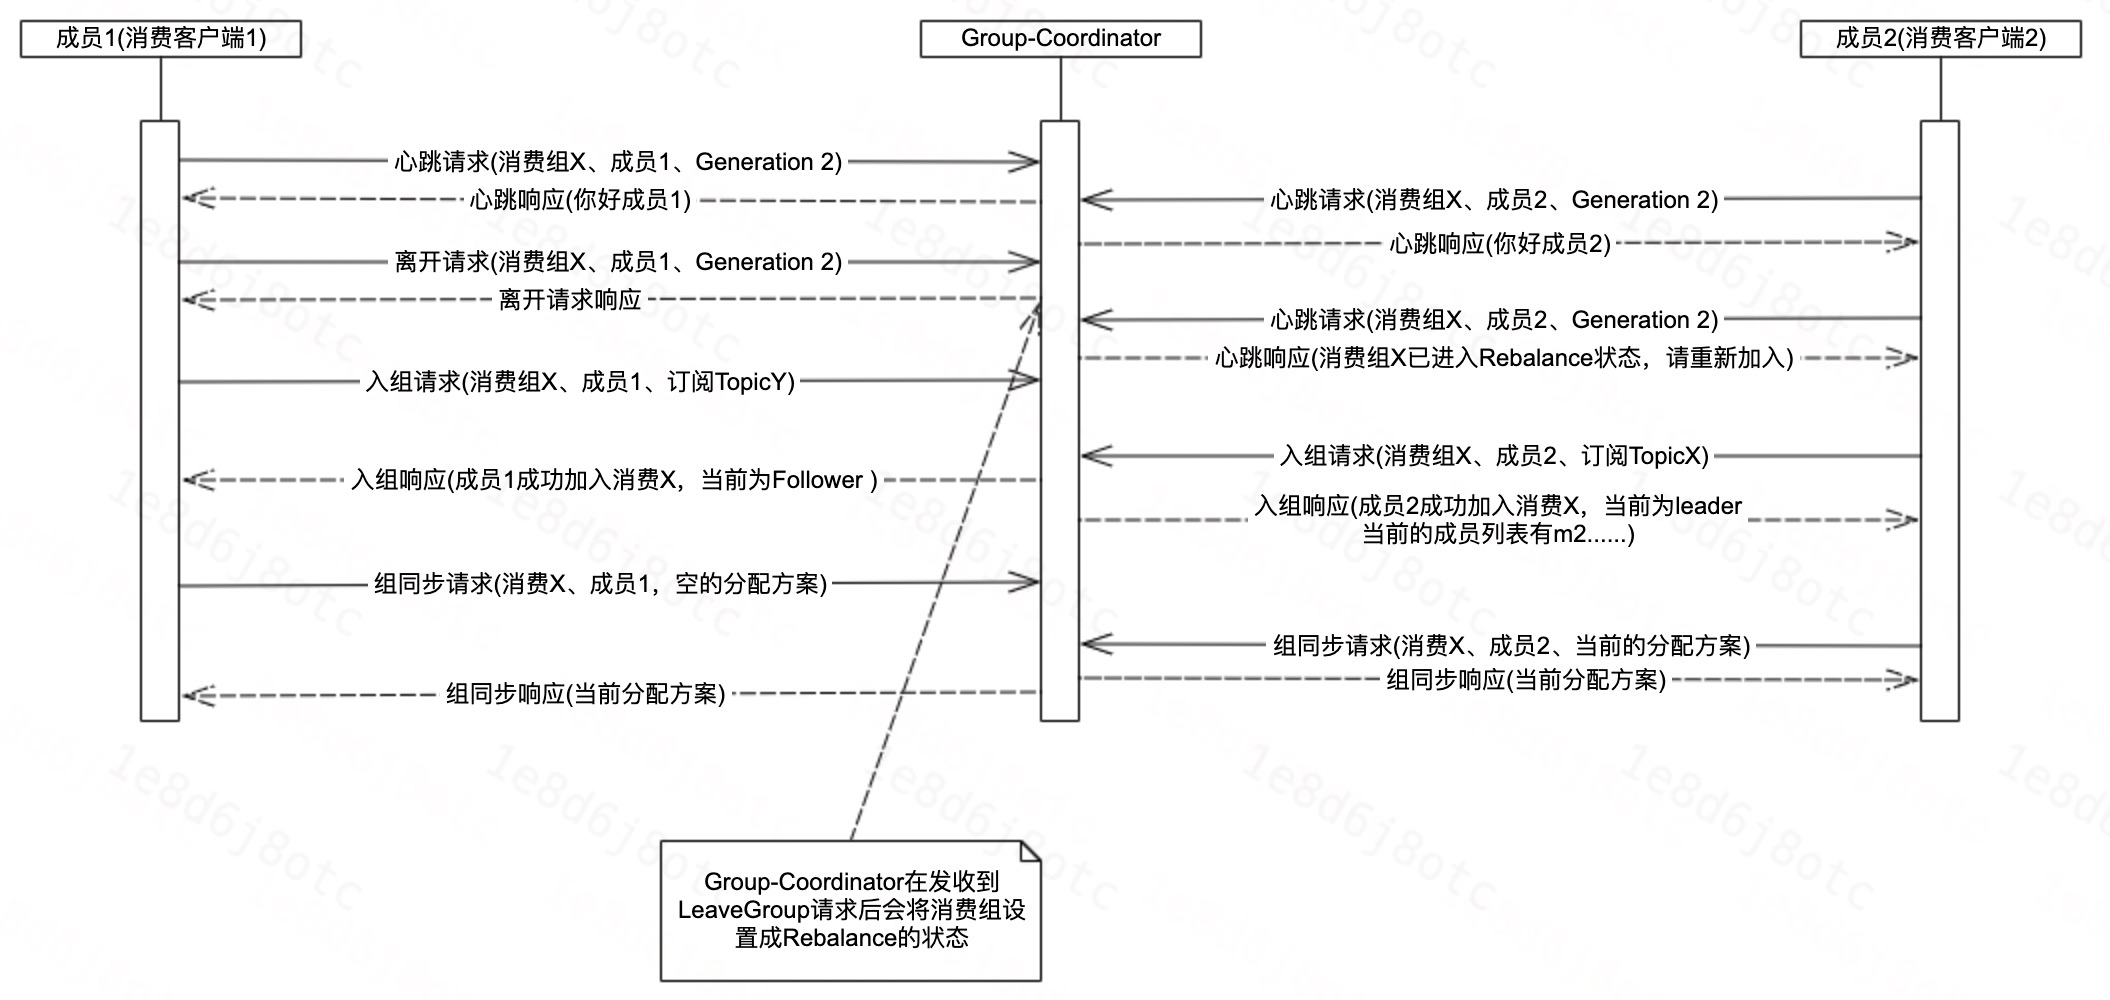 成员1(消费客户端1)
Group-Coordinator
成员2(消费客户端2)
心跳请求(消费组X、成员1、Generation 2)
心跳响应(你好成员1)
心跳请求(消费组X、成员2、Generation 2)
心跳响应(你好成员2)
离开请求(消费组X、成员1、Generation 2)
离开请求响应
心跳请求(消费组X、成员2、Generation 2)
心跳响应(消费组X已进入Rebalance状态，请重新加入)
入组请求(消费组X、成员1、订阅TopicY)
入组请求(消费组X、成员2、订阅TopicX)
入组响应(成员1成功加入消费X，当前为Follower )
入组响应(成员2成功加入消费X，当前为leader
当前的成员列表有m2......)
组同步请求(消费X、成员1，空的分配方案)
组同步请求(消费X、成员2、当前的分配方案)
组同步响应(当前分配方案)
组同步响应(当前分配方案)
Group-Coordinator在发收到
LeaveGroup请求后会将消费组设
置成Rebalance的状态
1e8d6j8otc